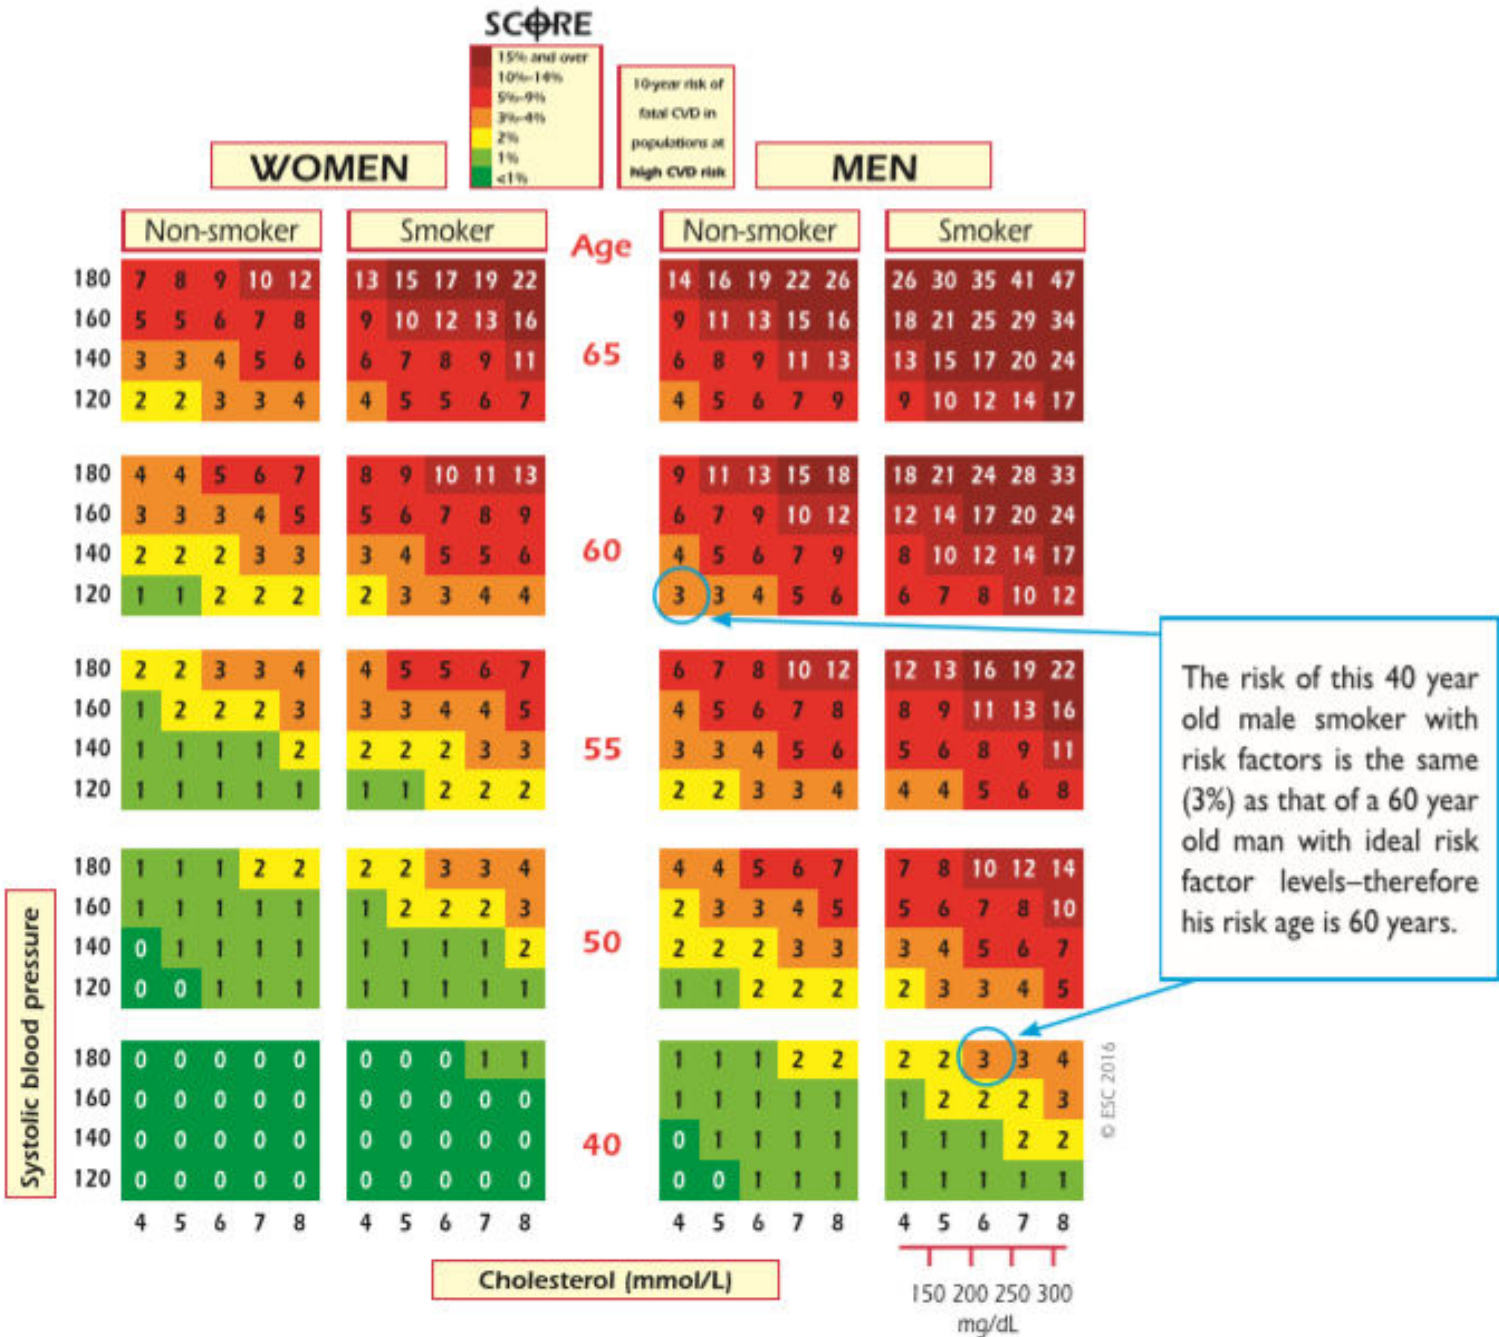 SCORE
15% and over
10%–14%
5%–9%
3%–4%
2%
1%
<1%
10-year risk of
fatal CVD in
populations at
high CVD risk
WOMEN
MEN
Non-smoker Smoker Age Non-smoker Smoker
180 7 8 9 10 12 13 15 17 19 22 14 16 19 22 26 26 30 35 41 47
160 5 5 6 7 8 9 10 12 13 16 9 11 13 15 16 18 21 25 29 34
140 3 3 4 5 6 6 7 8 9 11 65 6 8 9 11 13 13 15 17 20 24
120 2 2 3 3 4 4 5 5 6 7 4 5 6 7 9 9 10 12 14 17
180 4 4 5 6 7 8 9 10 11 13 9 11 13 15 18 18 21 24 28 33
160 3 3 3 4 5 5 6 7 8 9 6 7 9 10 12 12 14 17 20 24
140 2 2 2 3 3 3 4 5 5 6 60 4 5 6 7 9 8 10 12 14 17
120 1 1 2 2 2 2 3 3 4 4 3 3 4 5 6 6 7 8 10 12
180 2 2 3 3 4 4 5 5 6 7 6 7 8 10 12 12 13 16 19 22
160 1 2 2 2 3 3 3 4 4 5 4 5 6 7 8 8 9 11 13 16
140 1 1 1 1 2 2 2 2 3 3 55 3 3 4 5 6 5 6 8 9 11
120 1 1 1 1 1 1 1 2 2 2 2 2 3 3 4 4 4 5 6 8
180 1 1 1 2 2 2 2 3 3 4 4 4 5 6 7 7 8 10 12 14
160 1 1 1 1 1 1 2 2 2 3 2 3 3 4 5 5 6 7 8 10
140 0 1 1 1 1 1 1 1 1 2 50 2 2 2 3 3 3 4 5 6 7
120 0 0 1 1 1 1 1 1 1 1 1 1 2 2 2 2 3 3 4 5
180 0 0 0 0 0 0 0 0 1 1 1 1 1 2 2 2 2 3 3 4
160 0 0 0 0 0 0 0 0 0 0 1 1 1 1 1 1 2 2 2 3
140 0 0 0 0 0 0 0 0 0 0 40 0 1 1 1 1 1 1 1 2 2
120 0 0 0 0 0 0 0 0 0 0 0 0 1 1 1 1 1 1 1 1
4 5 6 7 8 4 5 6 7 8 4 5 6 7 8 4 5 6 7 8
Systolic blood pressure
Cholesterol (mmol/L)
150 200 250 300
mg/dL
The risk of this 40 year
old male smoker with
risk factors is the same
(3%) as that of a 60 year
old man with ideal risk
factor levels–therefore
his risk age is 60 years.
© ESC 2016